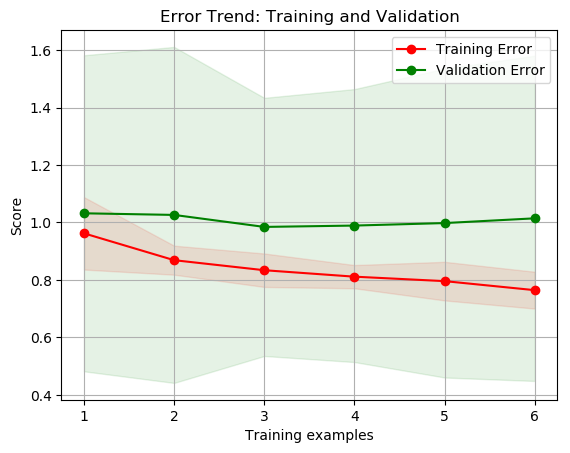 Error Trend: Training and Validation
Training Error
Validation Error
Score
1.6
1.4
1.2
1.0
0.8
0.6
0.4
1 2 3 4 5 6
Training examples